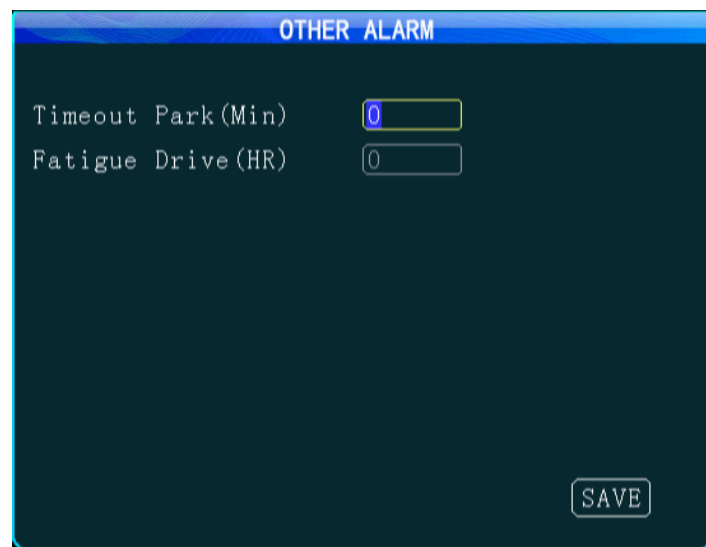 OTHER ALARM
Timeout Park(Min) 0
Fatigue Drive(HR) 0
SAVE